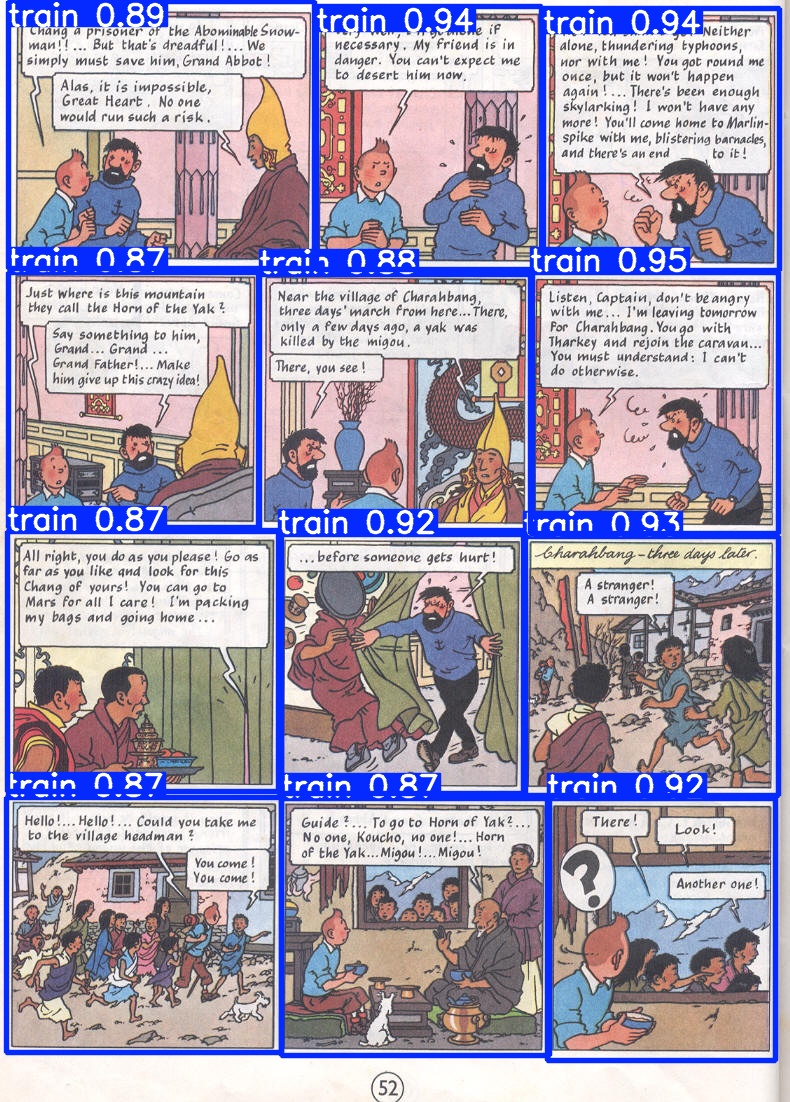 train 0.89
Chang a prisoner of the Abominable Snow-
man!!... But that's dreadful!... We
simply must save him, Grand Abbot!
Alas, it is impossible,
Great Heart. No one
would run such a risk.
train 0.94
necessary. My friend is in
danger. You can't expect me
to desert him now.
train 0.94
Neither
alone, thundering typhoons,
nor with me! You got round me
once, but it won't happen
again!... There's been enough
skylarking! I won't have any
more! You'll come home to Marlin-
spike with me, blistering barnacles,
and there's an end to it!
train 0.87
Just where is this mountain
they call the Horn of the Yak?
Say something to him,
Grand... Grand...
Grand Father!... Make
him give up this crazy idea!
train 0.88
Near the village of Charahbang,
three days' march from here... There,
only a few days ago, a yak was
killed by the migou.
There, you see!
train 0.95
Listen, Captain, don't be angry
with me... I'm leaving tomorrow
for Charahbang. You go with
Tharkey and rejoin the caravan...
You must understand: I can't
do otherwise.
train 0.87
All right, you do as you please! Go as
far as you like and look for this
Chang of yours! You can go to
Mars for all I care! I'm packing
my bags and going home...
train 0.92
...before someone gets hurt!
train 0.93
Charahbang - three days later.
A stranger!
A stranger!
train 0.87
Hello!... Hello!... Could you take me
to the village headman?
You come!
You come!
train 0.87
Guide?... To go to Horn of Yak?...
No one, Koucho, no one!... Horn
of the Yak... Migou!... Migou!
train 0.92
There!
Look!
Another one!
?
52